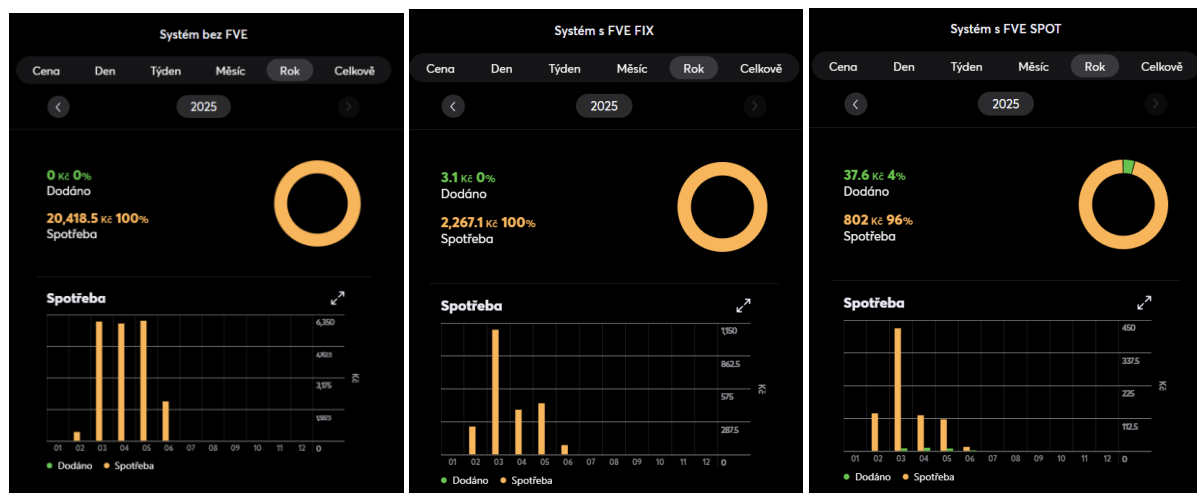 Systém bez FVE
Cena Den Týden Měsíc Rok Celkově
2025
0 Kč 0%
Dodáno
20,418.5 Kč 100%
Spotřeba
Spotřeba
6,350
3,175
0
Kč
01 02 03 04 05 06 07 08 09 10 11 12
Dodáno Spotřeba
Systém s FVE FIX
Cena Den Týden Měsíc Rok Celkově
2025
3.1 Kč 0%
Dodáno
2,267.1 Kč 100%
Spotřeba
Spotřeba
1,150
862.5
575
287.5
0
Kč
01 02 03 04 05 06 07 08 09 10 11 12
Dodáno Spotřeba
Systém s FVE SPOT
Cena Den Týden Měsíc Rok Celkově
2025
37.6 Kč 4%
Dodáno
802 Kč 96%
Spotřeba
Spotřeba
450
337.5
225
112.5
0
Kč
01 02 03 04 05 06 07 08 09 10 11 12
Dodáno Spotřeba